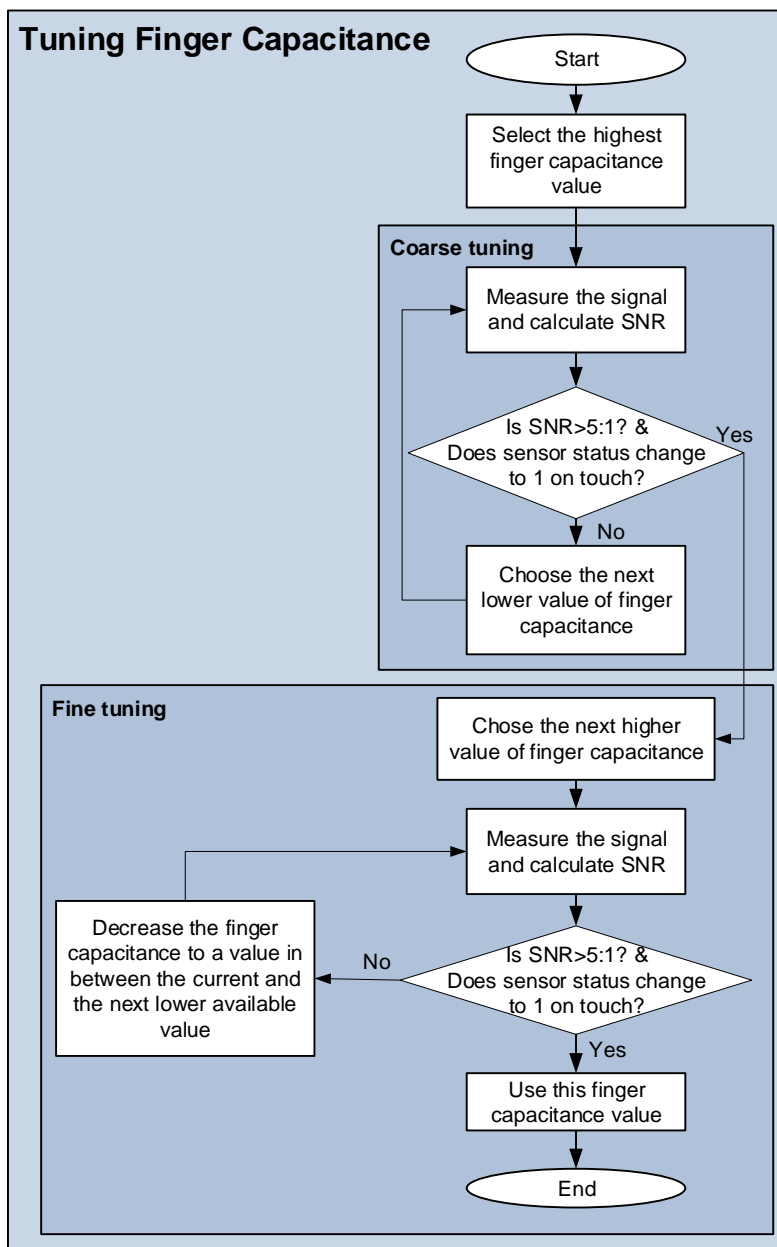 Tuning Finger Capacitance
Start
Select the highest
finger capacitance
value
Coarse tuning
Measure the signal
and calculate SNR
Is SNR>5:1? &
Does sensor status change
to 1 on touch?
Yes
No
Choose the next
lower value of finger
capacitance
Fine tuning
Chose the next higher
value of finger capacitance
Measure the signal
and calculate SNR
Decrease the finger
capacitance to a value in
between the current and
the next lower available
value
No
Is SNR>5:1? &
Does sensor status change
to 1 on touch?
Yes
Use this finger
capacitance value
End